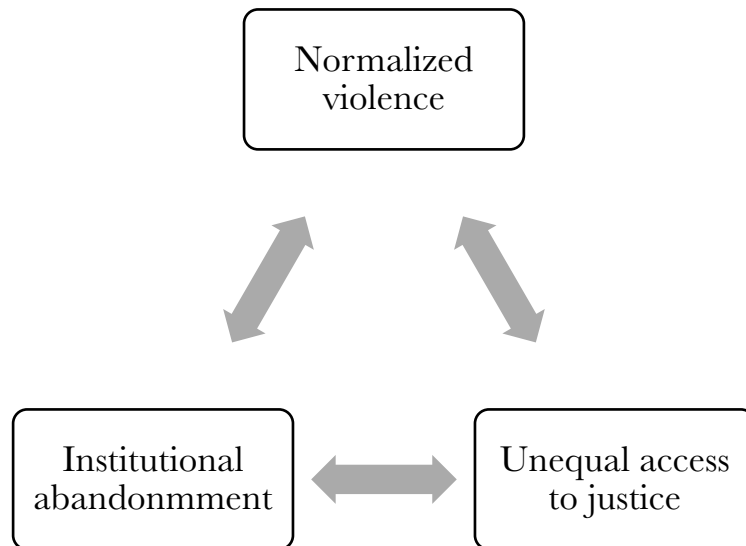 Normalized
violence
Institutional
abandonmment
Unequal access
to justice